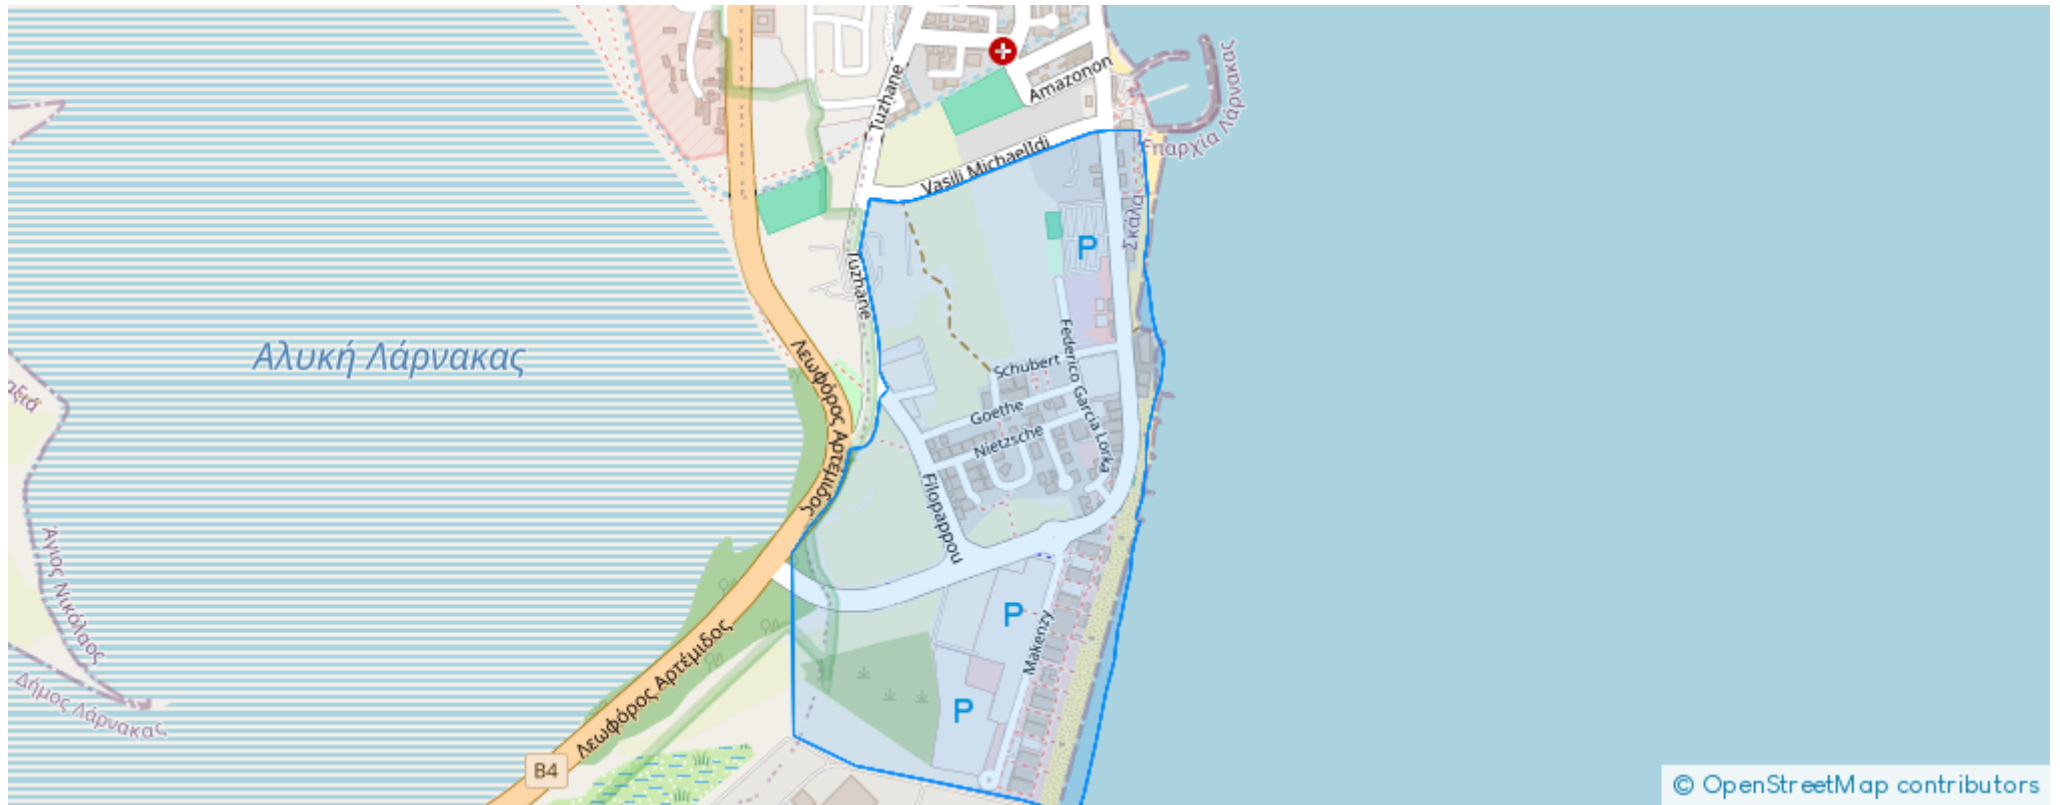 Επαρχία Λάρνακας
Tuzhane
Amazonon
Vasili MichaelIdi
Σκάλα
P
Tuzhane
Αλυκή Λάρνακας
Λεωφόρος Αρτέμιδος
Schubert
Federico Garcia Lorka
Goethe
Nietzsche
Filopappou
Άγιος Νικόλαος
Δήμος Λάρνακας
P
Makenzy
P
Λεωφόρος Αρτέμιδος
B4
© OpenStreetMap contributors